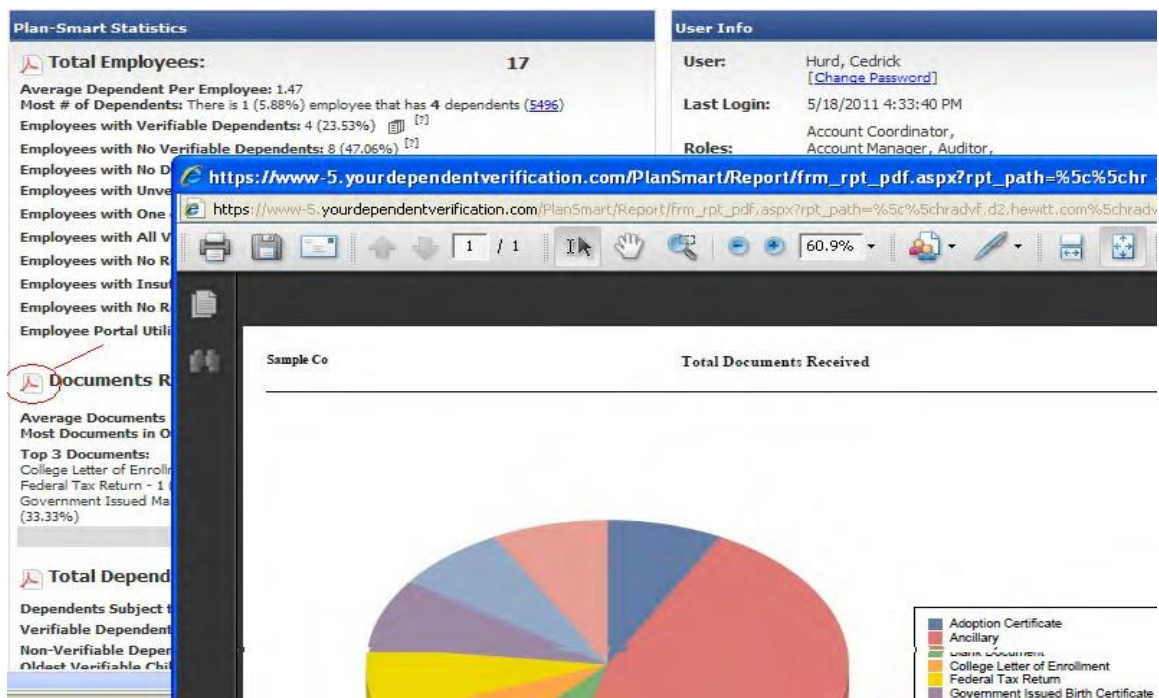 Plan-Smart Statistics
Total Employees: 17
Average Dependent Per Employee: 1.47
Most # of Dependents: There is 1 (5.88%) employee that has 4 dependents (5496)
Employees with Verifiable Dependents: 4 (23.53%) [?]
Employees with No Verifiable Dependents: 8 (47.06%) [?]
Employees with No D
Employees with Unve
Employees with One
Employees with All V
Employees with No R
Employees with Insuf
Employees with No R
Employee Portal Utili
Documents R
Average Documents
Most Documents in O
Top 3 Documents:
College Letter of Enrollr
Federal Tax Return - 1 (
Government Issued Ma
(33.33%)
Total Depend
Dependents Subject t
Verifiable Dependent
Non-Verifiable Depen
Oldest Verifiable Chil
User Info
User: Hurd, Cedrick
[Change Password]
Last Login: 5/18/2011 4:33:40 PM
Roles: Account Coordinator,
Account Manager, Auditor,
https://www-5.yourdependentverification.com/PlanSmart/Report/frm_rpt_pdf.aspx?rpt_path=%5c%5chr -
https://www-5.yourdependentverification.com/PlanSmart/Report/frm_rpt_pdf.aspx?rpt_path=%5c%5chradvf.d2.hewitt.com%5chradv
1 / 1 60.9%
Sample Co
Total Documents Received
Adoption Certificate
Ancillary
Blank Document
College Letter of Enrollment
Federal Tax Return
Government Issued Birth Certificate